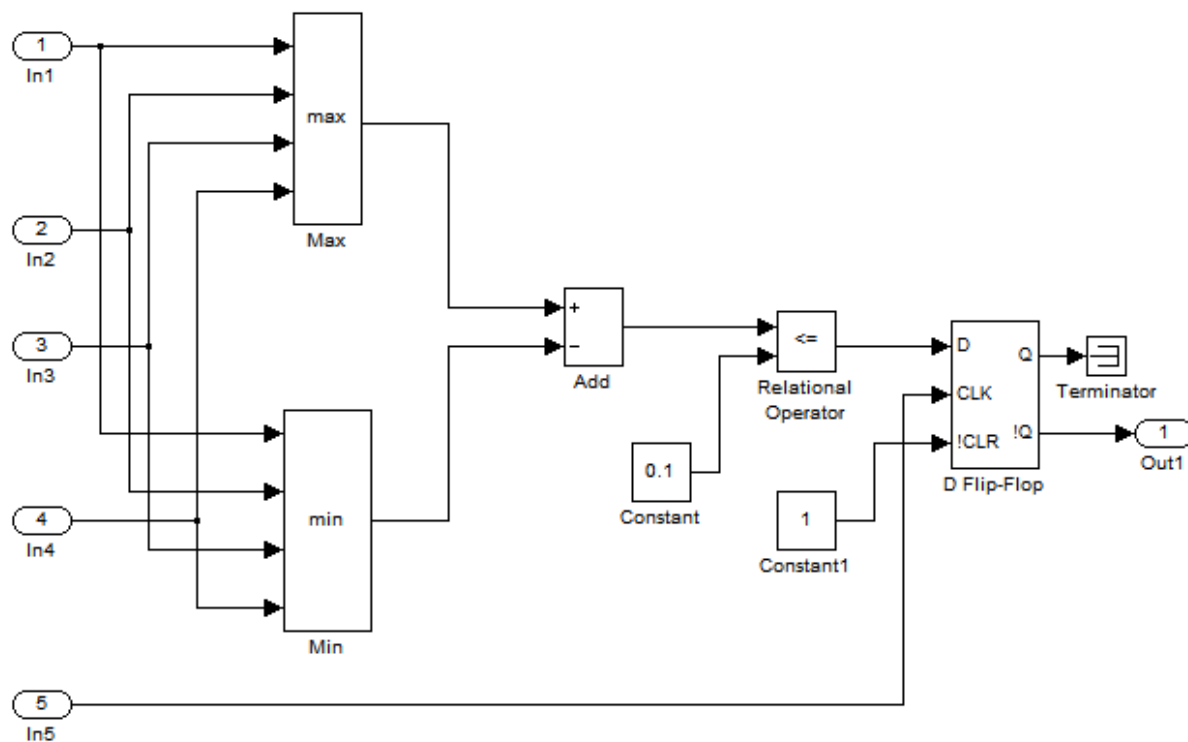 1
In1
2
In2
3
In3
4
In4
5
In5
max
Max
min
Min
+
−
Add
<=
Relational
Operator
0.1
Constant
1
Constant1
D
Q
CLK
!CLR
!Q
D Flip-Flop
Terminator
1
Out1